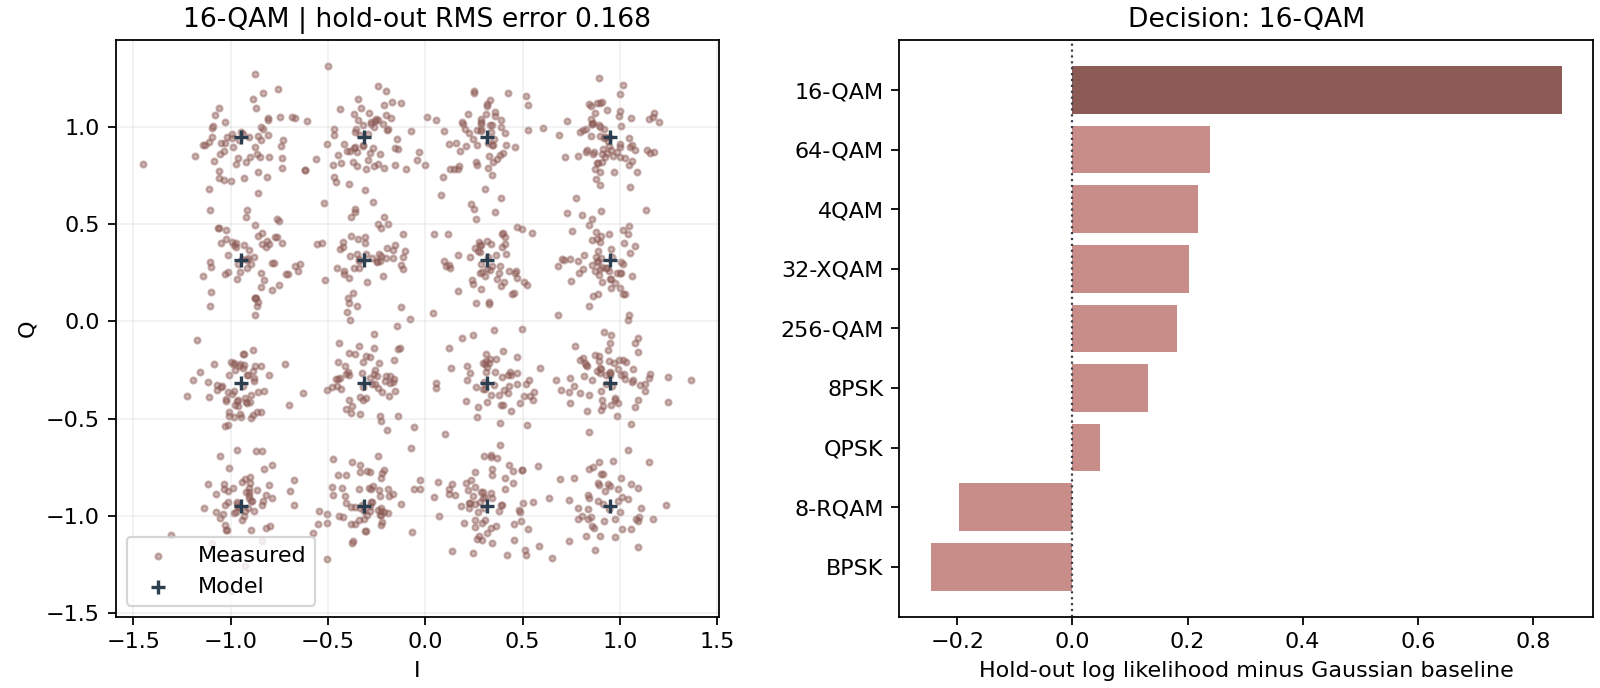 16-QAM | hold-out RMS error 0.168
Q
1.0
0.5
0.0
−0.5
−1.0
−1.5
Measured
Model
−1.5 −1.0 −0.5 0.0 0.5 1.0 1.5
I
Decision: 16-QAM
16-QAM
64-QAM
4QAM
32-XQAM
256-QAM
8PSK
QPSK
8-RQAM
BPSK
−0.2 0.0 0.2 0.4 0.6 0.8
Hold-out log likelihood minus Gaussian baseline